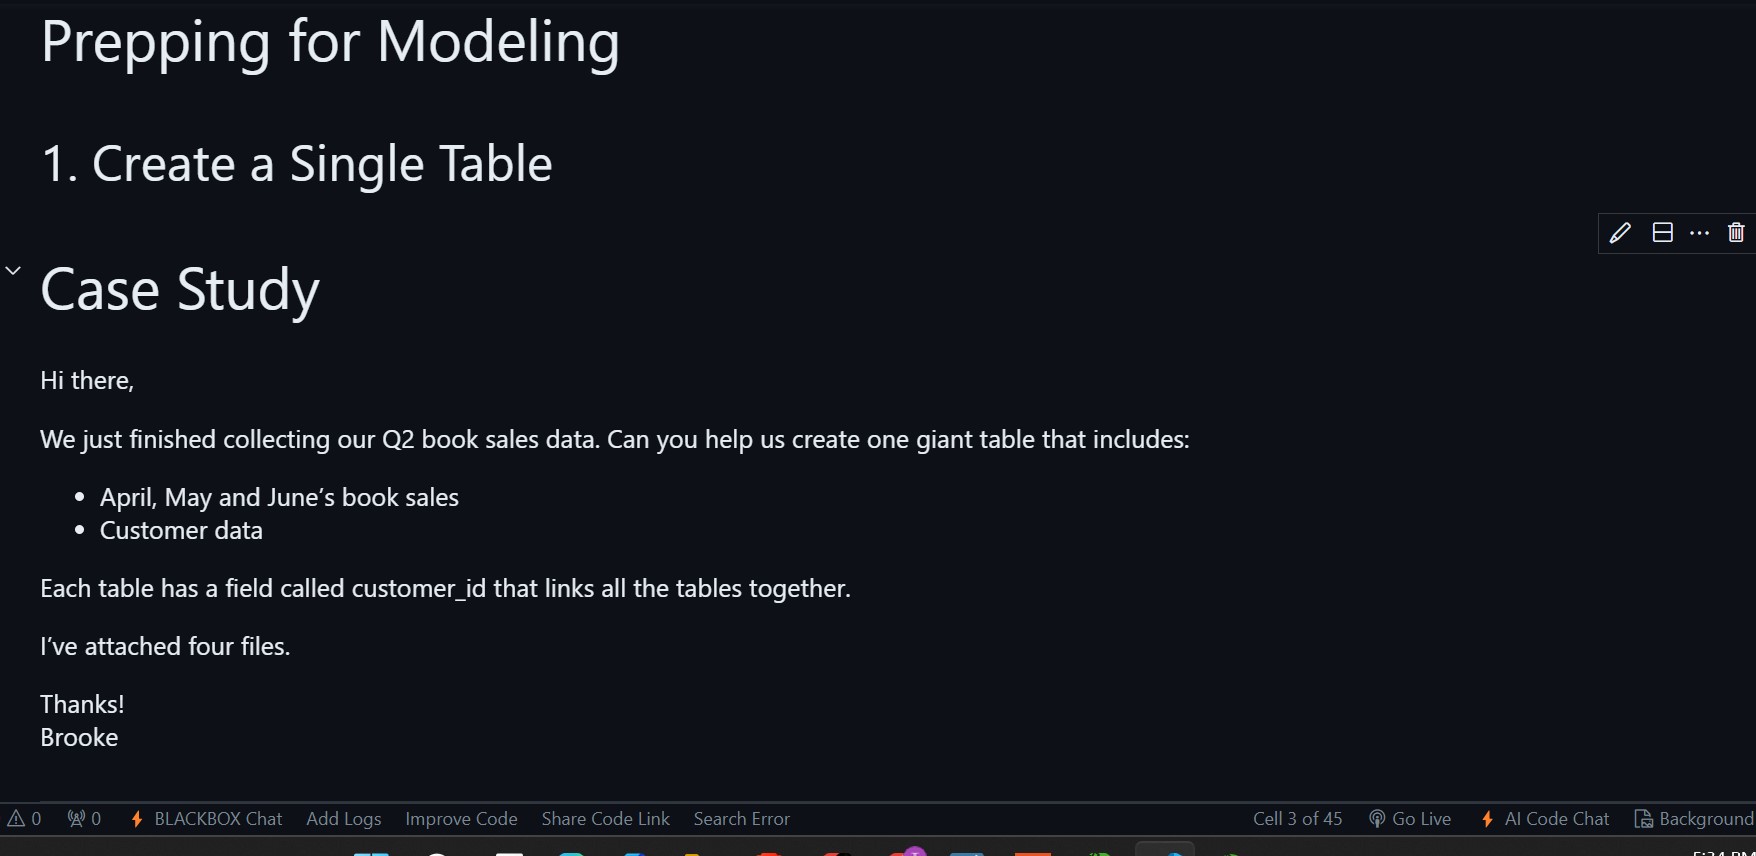 Prepping for Modeling
1. Create a Single Table
Case Study
Hi there,
We just finished collecting our Q2 book sales data. Can you help us create one giant table that includes:
• April, May and June’s book sales
• Customer data
Each table has a field called customer_id that links all the tables together.
I’ve attached four files.
Thanks!
Brooke
0 0 BLACKBOX Chat Add Logs Improve Code Share Code Link Search Error Cell 3 of 45 Go Live AI Code Chat Background